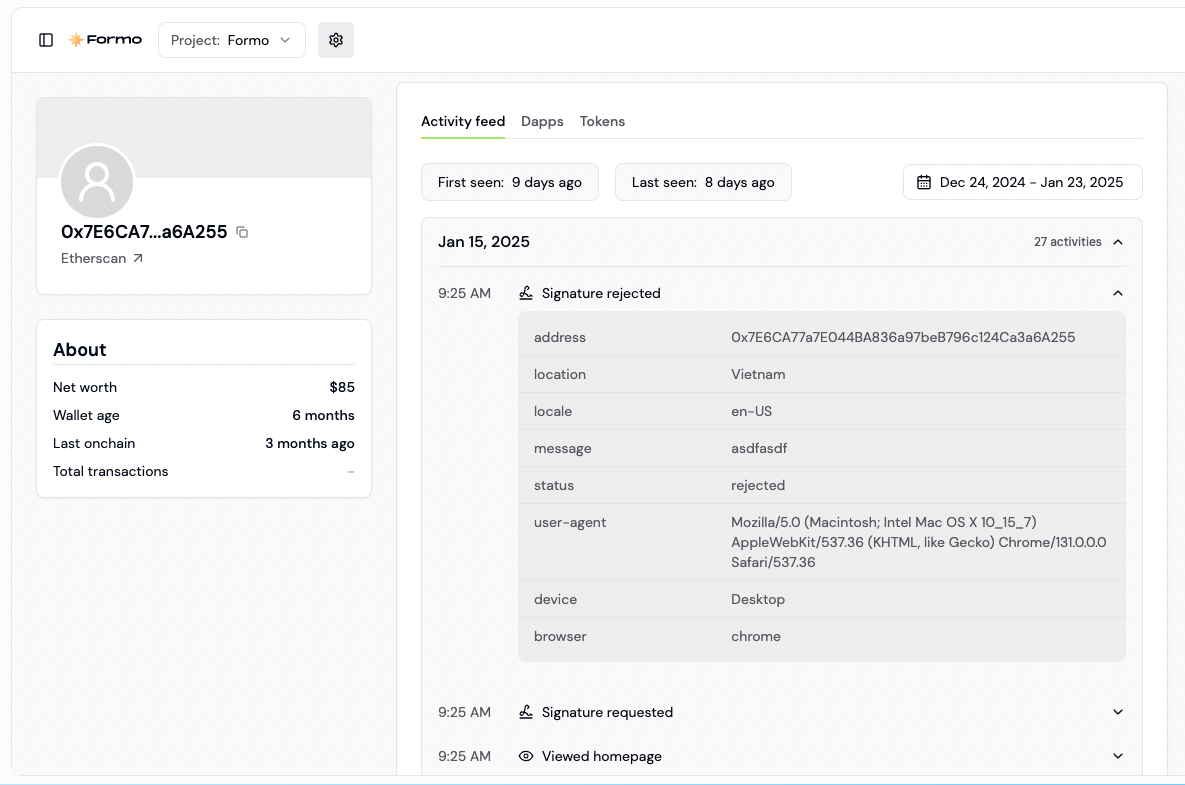 Formo
Project: Formo
0x7E6CA7...a6A255
Etherscan
About
Net worth $85
Wallet age 6 months
Last onchain 3 months ago
Total transactions –
Activity feed Dapps Tokens
First seen: 9 days ago Last seen: 8 days ago Dec 24, 2024 – Jan 23, 2025
Jan 15, 2025 27 activities
9:25 AM Signature rejected
address 0x7E6CA77a7E044BA836a97beB796c124Ca3a6A255
location Vietnam
locale en-US
message asdfasdf
status rejected
user-agent Mozilla/5.0 (Macintosh; Intel Mac OS X 10_15_7)
AppleWebKit/537.36 (KHTML, like Gecko) Chrome/131.0.0.0
Safari/537.36
device Desktop
browser chrome
9:25 AM Signature requested
9:25 AM Viewed homepage